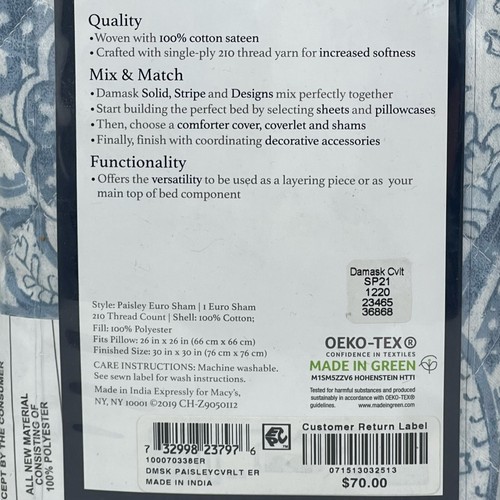 Quality
• Woven with 100% cotton sateen
• Crafted with single-ply 210 thread yarn for increased softness
Mix & Match
• Damask Solid, Stripe and Designs mix perfectly together
• Start building the perfect bed by selecting sheets and pillowcases
• Then, choose a comforter cover, coverlet and shams
• Finally, finish with coordinating decorative accessories
Functionality
• Offers the versatility to be used as a layering piece or as your
main top of bed component
Damask Cvlt
SP21
1220
23465
36868
Style: Paisley Euro Sham | 1 Euro Sham
210 Thread Count | Shell: 100% Cotton;
Fill: 100% Polyester
Fits Pillow: 26 in x 26 in (66 cm x 66 cm)
Finished Size: 30 in x 30 in (76 cm x 76 cm)
CARE INSTRUCTIONS: Machine washable.
See sewn label for wash instructions.
Made in India Expressly for Macy's,
NY, NY 10001 ©2019 CH-Z9050112
OEKO-TEX®
CONFIDENCE IN TEXTILES
MADE IN GREEN
M1SM5ZZV6 HOHENSTEIN HTTI
Tested for harmful substances and produced
sustainably in accordance with OEKO-TEX®
guidelines. www.madeingreen.com
7 32998 23797 6
100070336ER
DMSK PAISLEYCVRLT ER
MADE IN INDIA
Customer Return Label
071513032513
$70.00
CEPT BY THE CONSUMER
ALL NEW MATERIAL
CONSISTING OF
100% POLYESTER